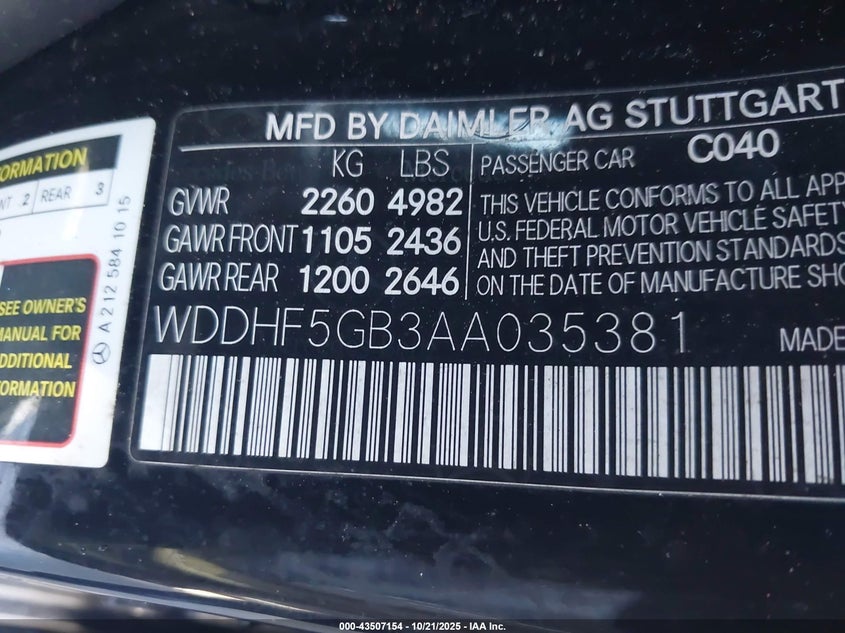 MFD BY DAIMLER AG STUTTGART
KG LBS
GVWR 2260 4982
GAWR FRONT 1105 2436
GAWR REAR 1200 2646
PASSENGER CAR C040
THIS VEHICLE CONFORMS TO ALL APP
U.S. FEDERAL MOTOR VEHICLE SAFETY
AND THEFT PREVENTION STANDARDS
ON THE DATE OF MANUFACTURE SHO
WDDHF5GB3AA035381
MADE
FORMATION
NT 2 REAR 3
SEE OWNER'S
MANUAL FOR
ADDITIONAL
FORMATION
A 212 584 10 15
000-43507154 - 10/21/2025 - IAA Inc.